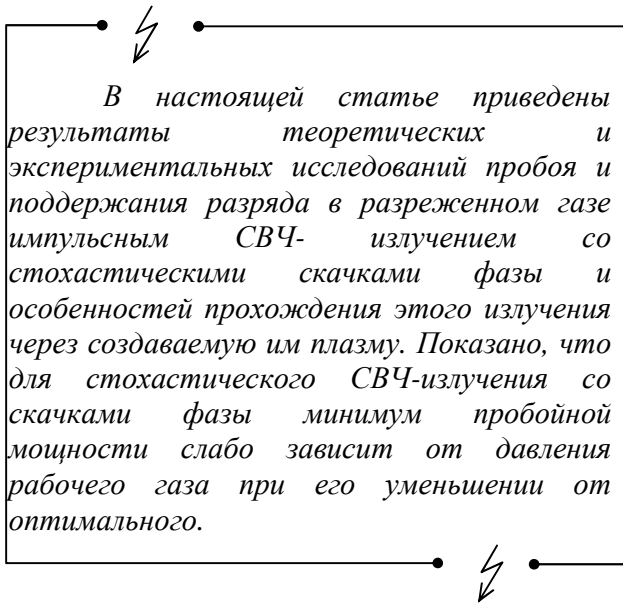 В настоящей статье приведены
результаты теоретических и
экспериментальных исследований пробоя и
поддержания разряда в разреженном газе
импульсным СВЧ- излучением со
стохастическими скачками фазы и
особенностей прохождения этого излучения
через создаваемую им плазму. Показано, что
для стохастического СВЧ-излучения со
скачками фазы минимум пробойной
мощности слабо зависит от давления
рабочего газа при его уменьшении от
оптимального.